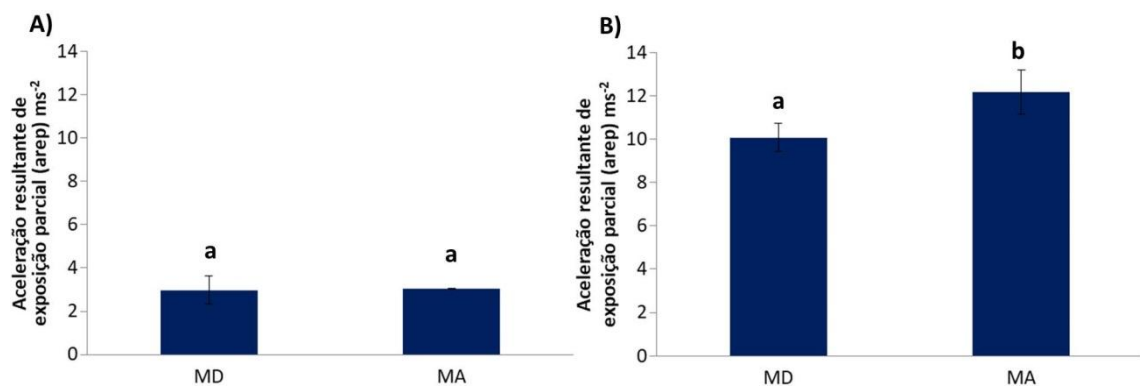 A)
Aceleração resultante de
exposição parcial (arep) ms-2
14
12
10
8
6
4
2
0
a
a
MD
MA
B)
Aceleração resultante de
exposição parcial (arep) ms-2
14
12
10
8
6
4
2
0
a
b
MD
MA